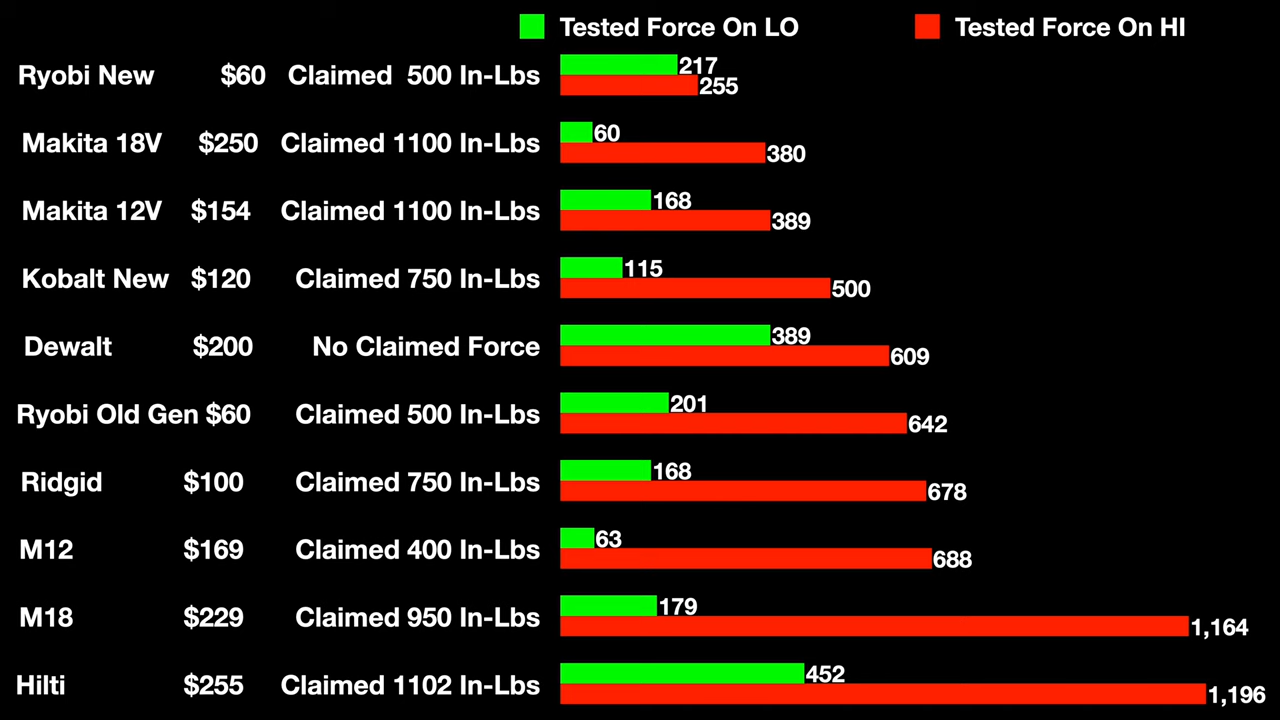 Tested Force On LO Tested Force On HI
Ryobi New $60 Claimed 500 In-Lbs 217
255
Makita 18V $250 Claimed 1100 In-Lbs 60
380
Makita 12V $154 Claimed 1100 In-Lbs 168
389
Kobalt New $120 Claimed 750 In-Lbs 115
500
Dewalt $200 No Claimed Force 389
609
Ryobi Old Gen $60 Claimed 500 In-Lbs 201
642
Ridgid $100 Claimed 750 In-Lbs 168
678
M12 $169 Claimed 400 In-Lbs 63
688
M18 $229 Claimed 950 In-Lbs 179
1,164
Hilti $255 Claimed 1102 In-Lbs 452
1,196